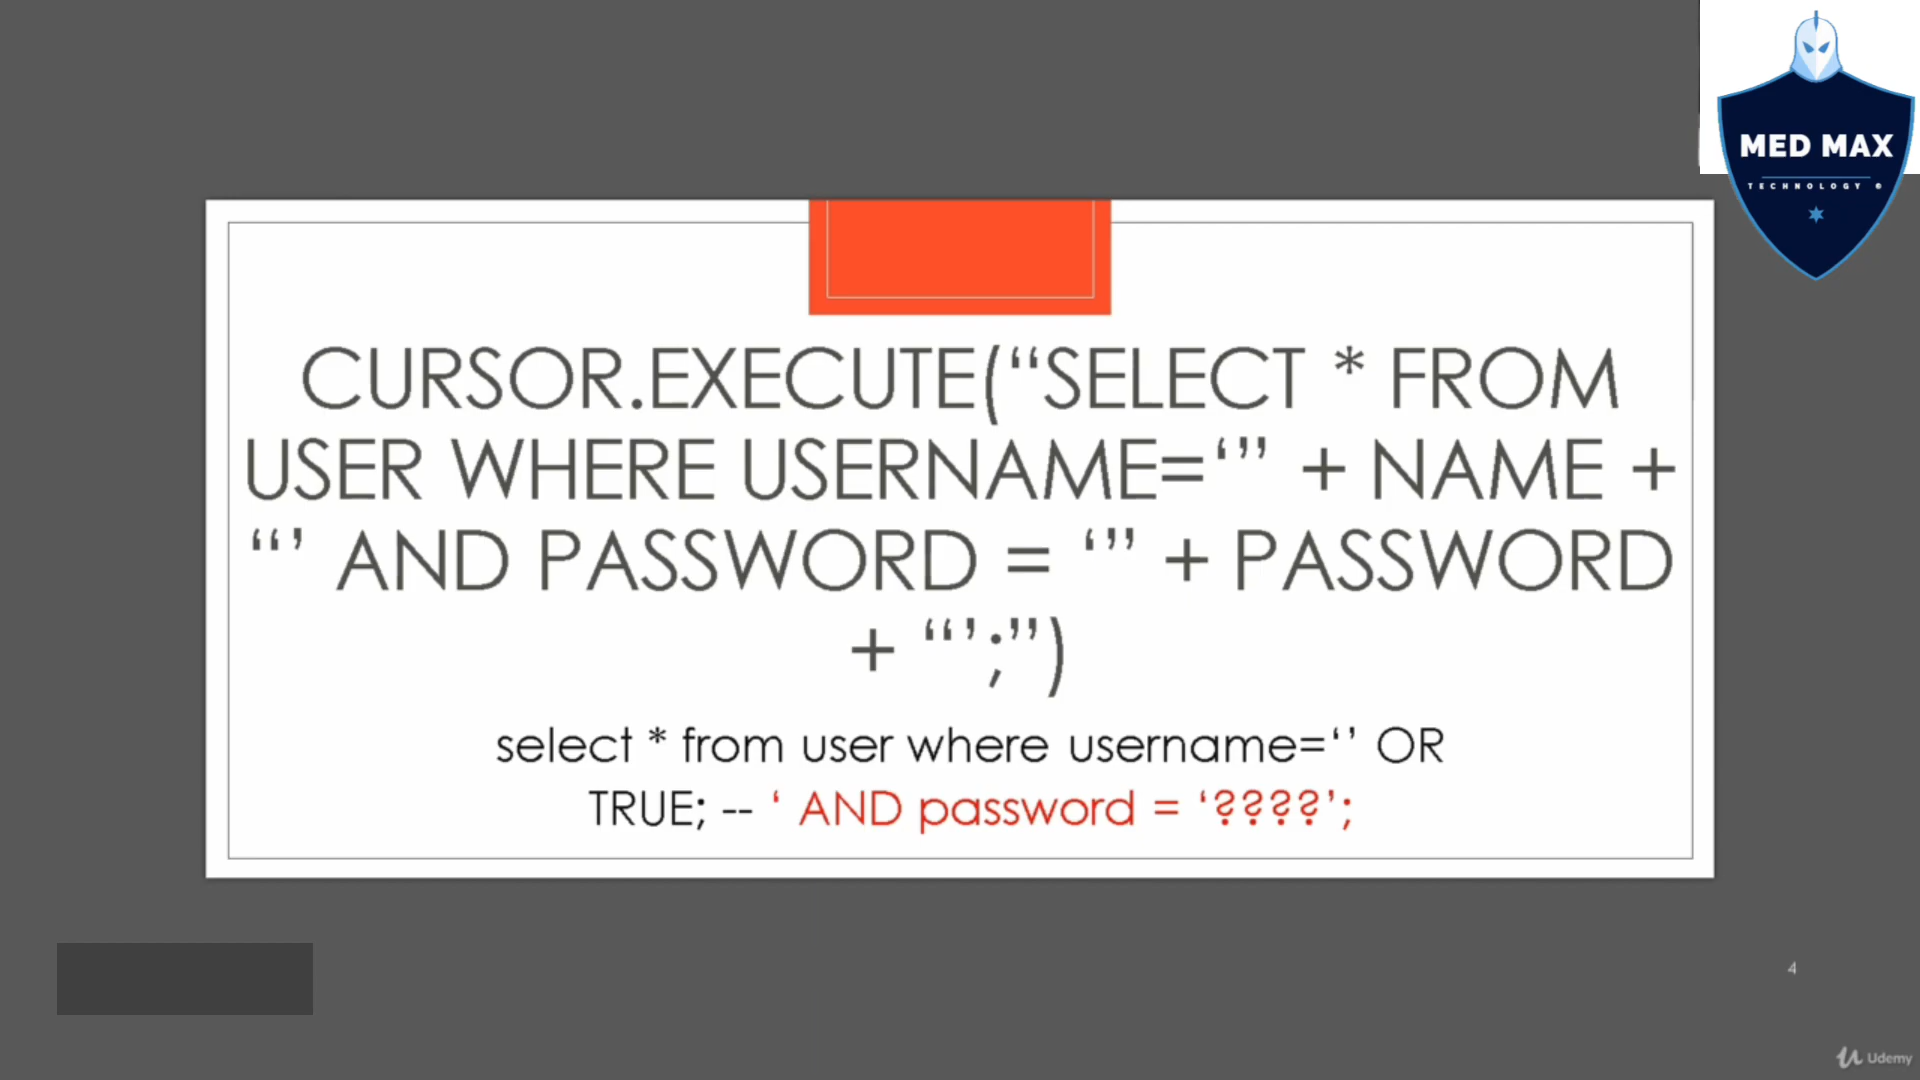 MED MAX
TECHNOLOGY ®
CURSOR.EXECUTE(“SELECT * FROM
USER WHERE USERNAME=‘” + NAME +
“’ AND PASSWORD = ‘” + PASSWORD
+ “’;”)
select * from user where username=‘’ OR
TRUE; -- ‘ AND password = ‘????’;
4
Udemy